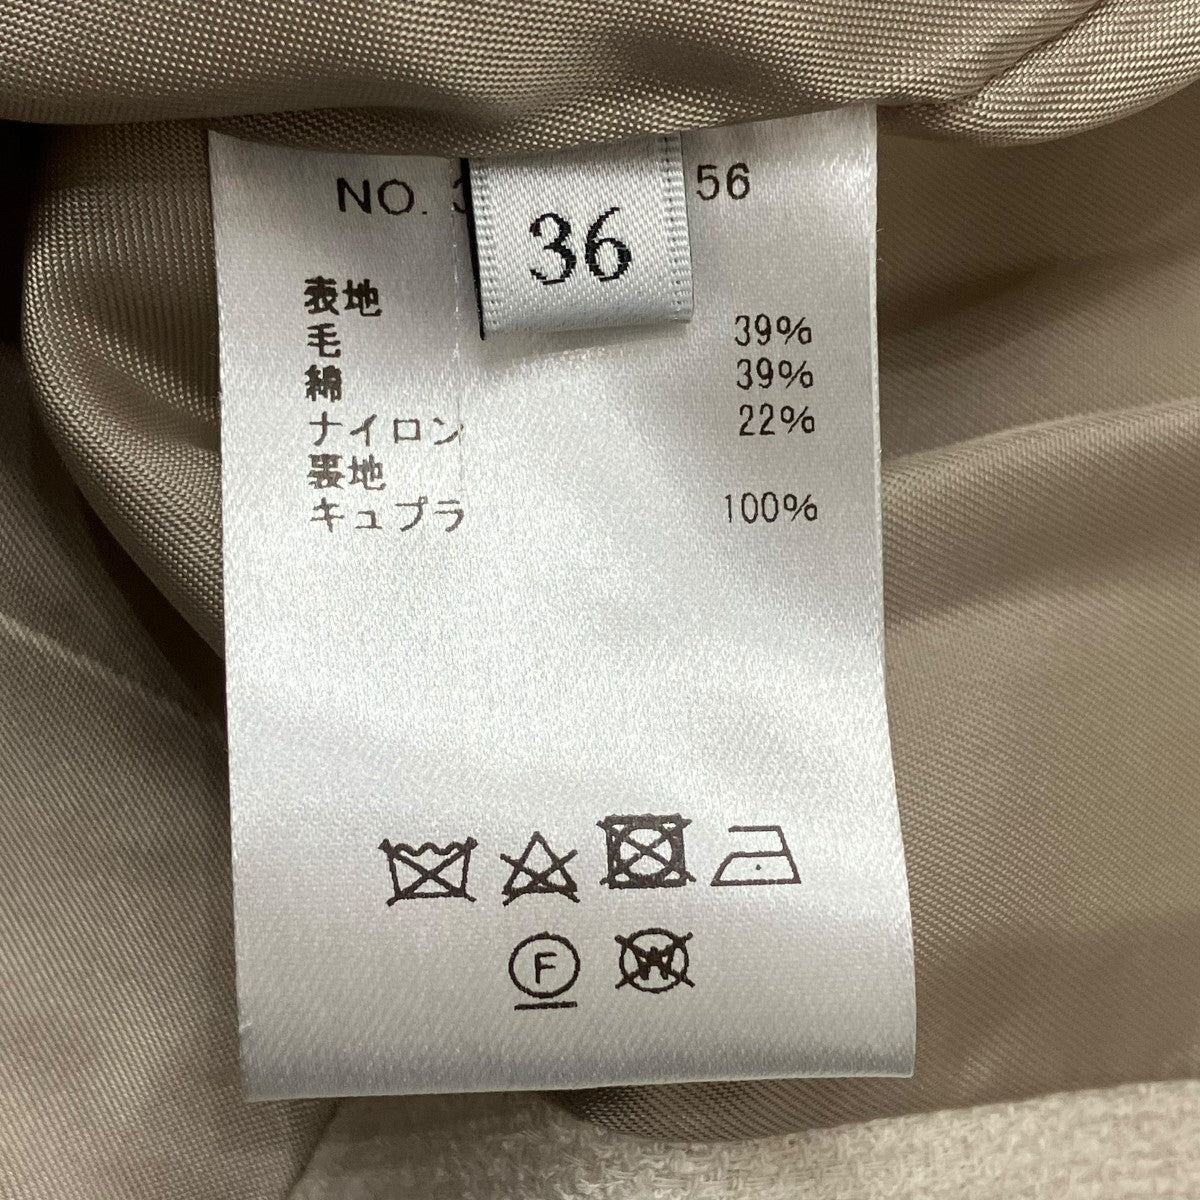 NO. 56
36
表地
毛 39%
綿 39%
ナイロン 22%
裏地
キュプラ 100%
F
W